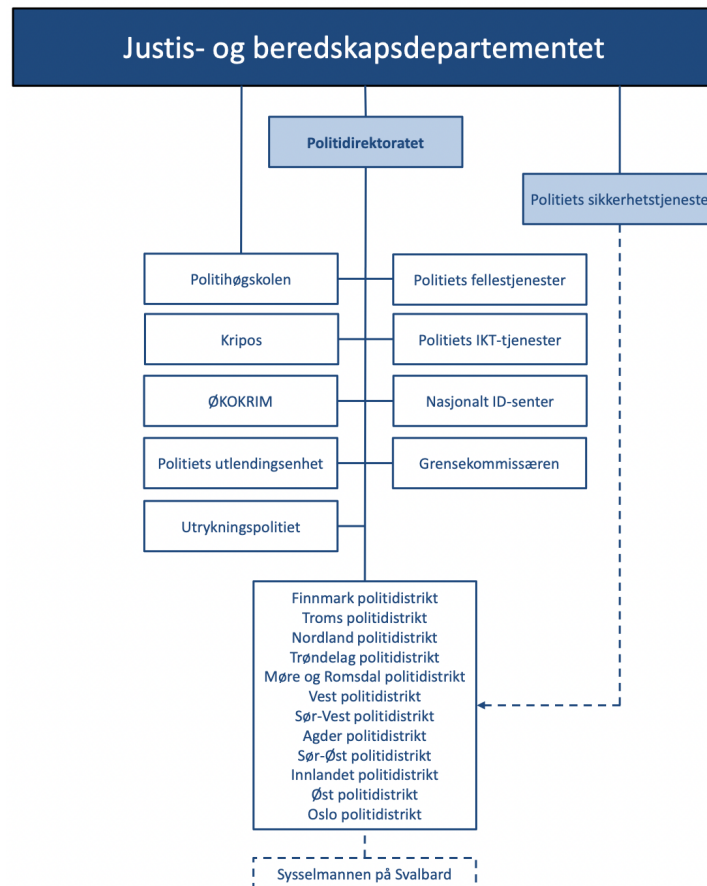 Justis- og beredskapsdepartementet
Politidirektoratet
Politiets sikkerhetstjeneste
Politihøgskolen
Politiets fellestjenester
Kripos
Politiets IKT-tjenester
ØKOKRIM
Nasjonalt ID-senter
Politiets utlendingsenhet
Grensekommissæren
Utrykningspolitiet
Finnmark politidistrikt
Troms politidistrikt
Nordland politidistrikt
Trøndelag politidistrikt
Møre og Romsdal politidistrikt
Vest politidistrikt
Sør-Vest politidistrikt
Agder politidistrikt
Sør-Øst politidistrikt
Innlandet politidistrikt
Øst politidistrikt
Oslo politidistrikt
Sysselmannen på Svalbard